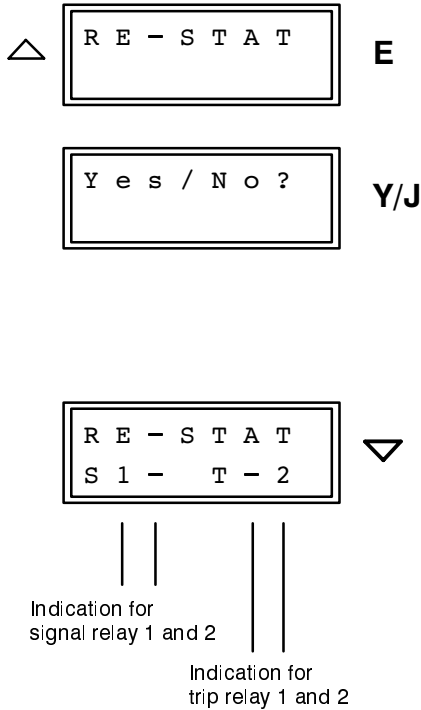 R E – S T A T
E
Y e s / N o ?
Y/J
R E – S T A T
S 1 – T – 2
Indication for
signal relay 1 and 2
Indication for
trip relay 1 and 2